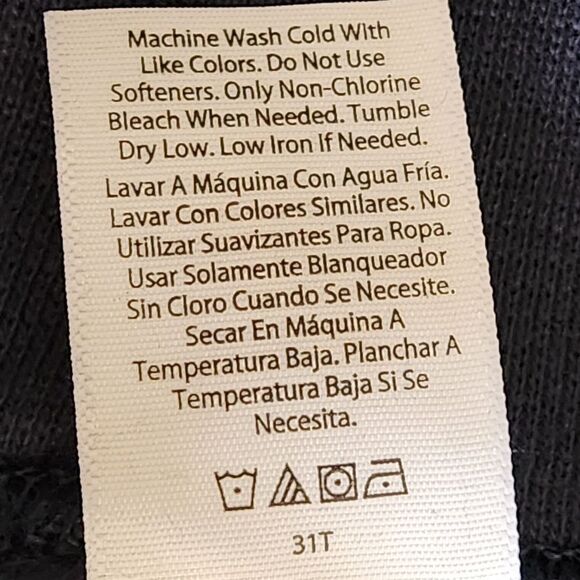 Machine Wash Cold With
Like Colors. Do Not Use
Softeners. Only Non-Chlorine
Bleach When Needed. Tumble
Dry Low. Low Iron If Needed.
Lavar A Máquina Con Agua Fría.
Lavar Con Colores Similares. No
Utilizar Suavizantes Para Ropa.
Usar Solamente Blanqueador
Sin Cloro Cuando Se Necesite.
Secar En Máquina A
Temperatura Baja. Planchar A
Temperatura Baja Si Se
Necesita.
31T